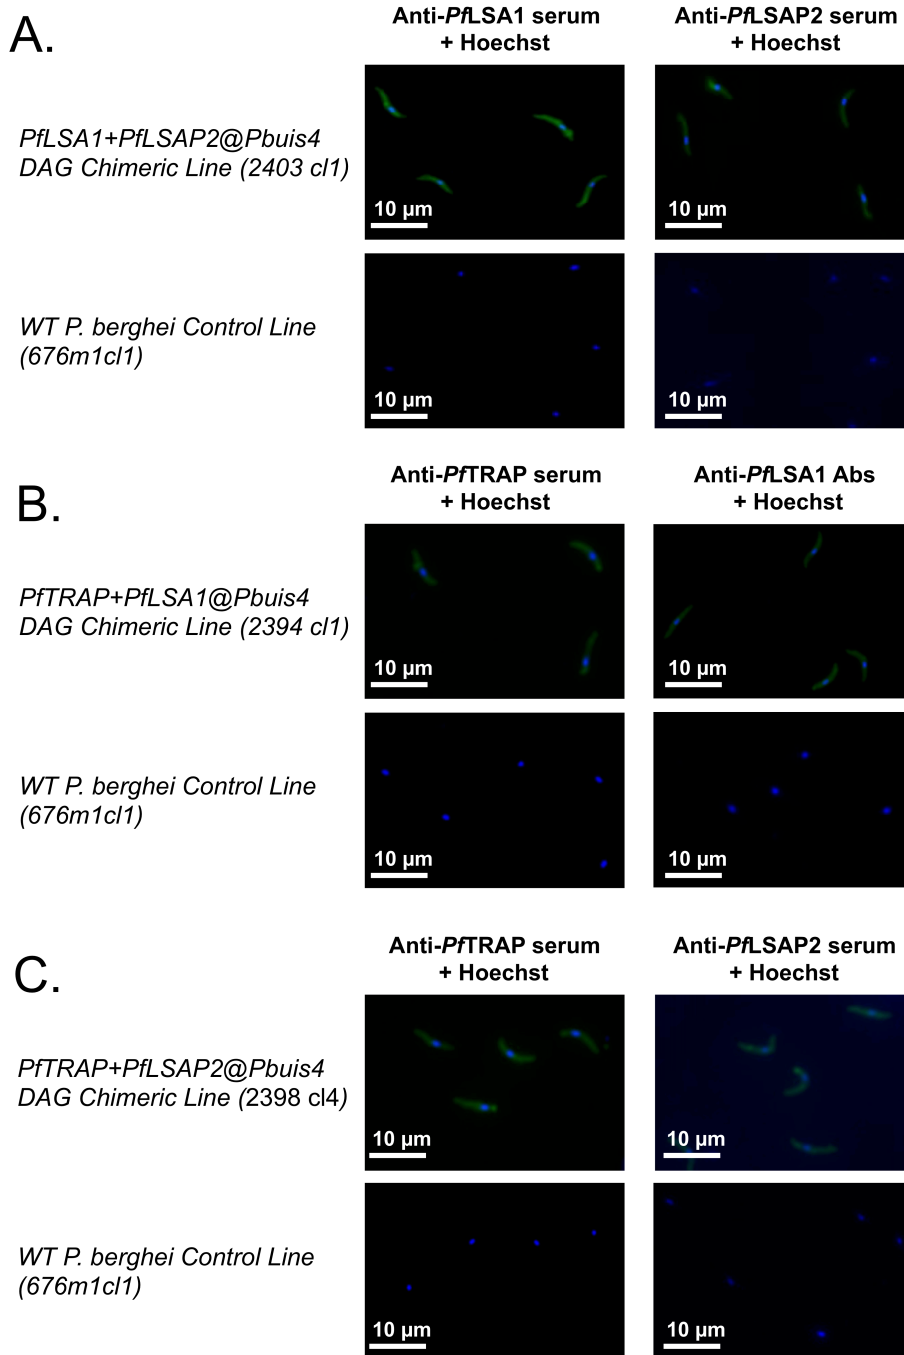 A.
Anti-PfLSA1 serum
+ Hoechst
Anti-PfLSAP2 serum
+ Hoechst
PfLSA1+PfLSAP2@Pbuis4
DAG Chimeric Line (2403 cl1)
10 µm
10 µm
WT P. berghei Control Line
(676m1cl1)
10 µm
10 µm
B.
Anti-PfTRAP serum
+ Hoechst
Anti-PfLSA1 Abs
+ Hoechst
PfTRAP+PfLSA1@Pbuis4
DAG Chimeric Line (2394 cl1)
10 µm
10 µm
WT P. berghei Control Line
(676m1cl1)
10 µm
10 µm
C.
Anti-PfTRAP serum
+ Hoechst
Anti-PfLSAP2 serum
+ Hoechst
PfTRAP+PfLSAP2@Pbuis4
DAG Chimeric Line (2398 cl4)
10 µm
10 µm
WT P. berghei Control Line
(676m1cl1)
10 µm
10 µm